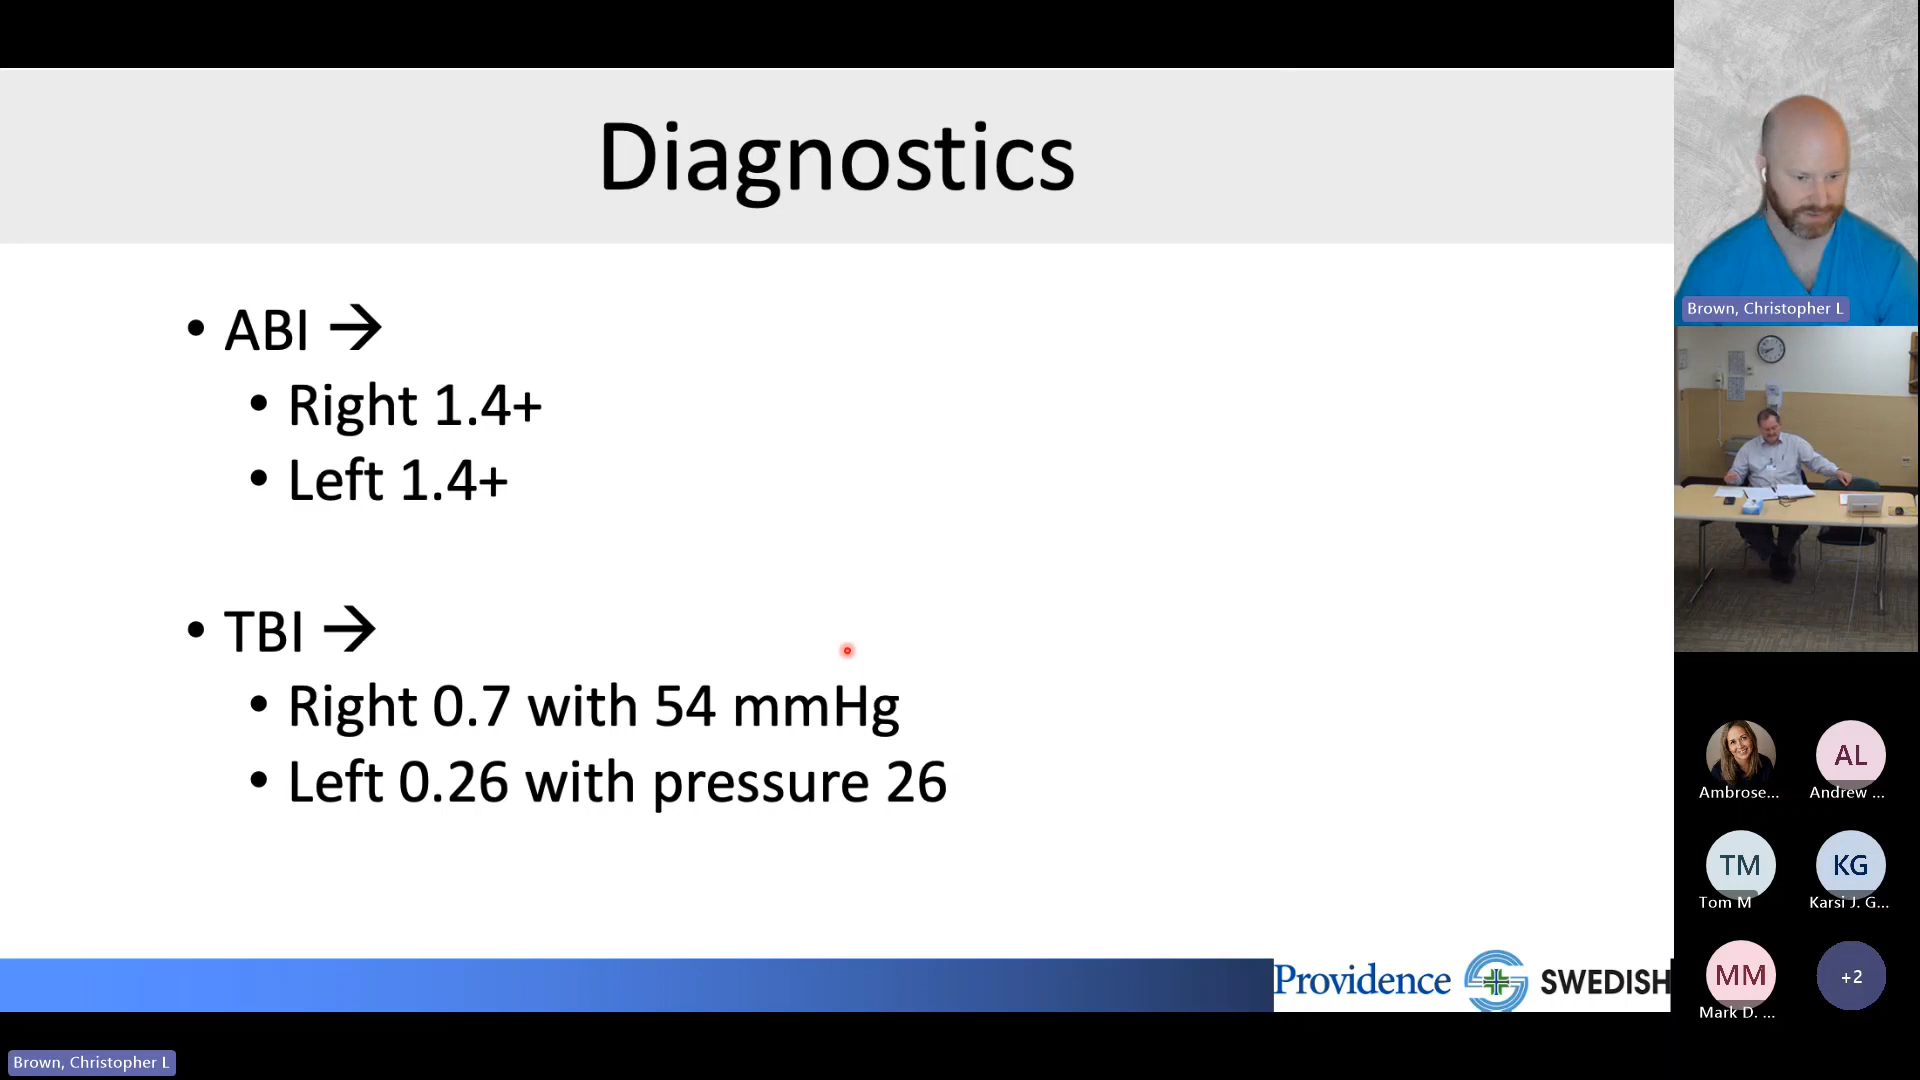 Diagnostics
• ABI →
• Right 1.4+
• Left 1.4+
• TBI →
• Right 0.7 with 54 mmHg
• Left 0.26 with pressure 26
Providence SWEDISH
Brown, Christopher L
Brown, Christopher L
AL
Ambrose...
Andrew ...
TM
KG
Tom M
Karsi J. G...
MM
+2
Mark D. ...